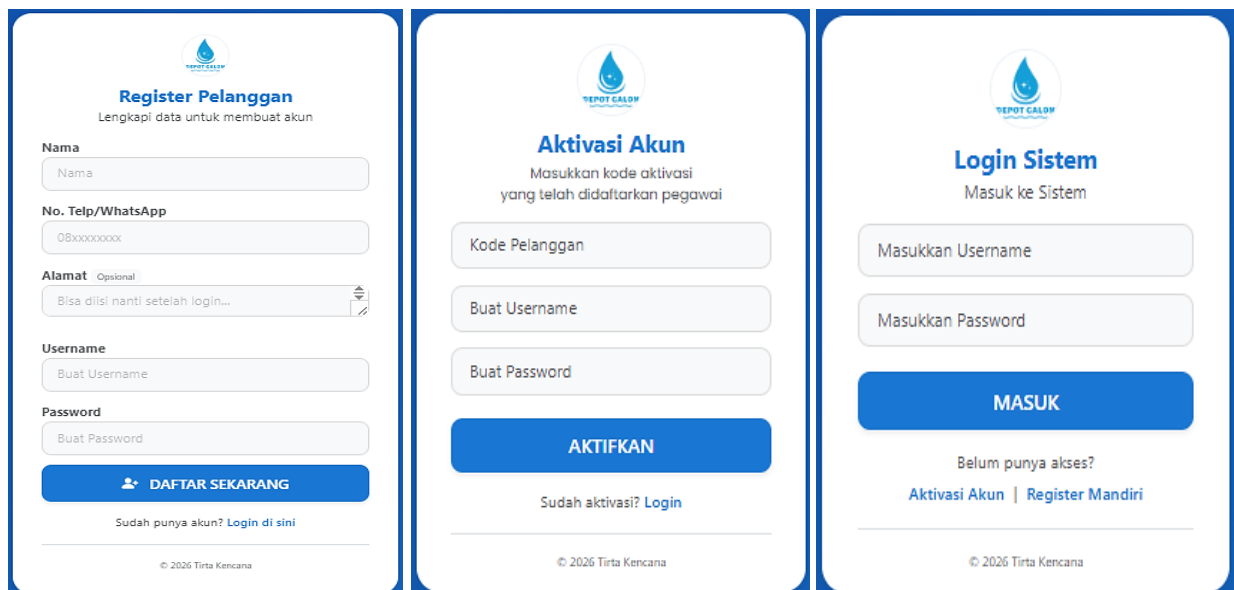 DEPOT GALON
Register Pelanggan
Lengkapi data untuk membuat akun
Nama
Nama
No. Telp/WhatsApp
08xxxxxxxx
Alamat Opsional
Bisa diisi nanti setelah login...
Username
Buat Username
Password
Buat Password
DAFTAR SEKARANG
Sudah punya akun? Login di sini
© 2026 Tirta Kencana
DEPOT GALON
Aktivasi Akun
Masukkan kode aktivasi
yang telah didaftarkan pegawai
Kode Pelanggan
Buat Username
Buat Password
AKTIFKAN
Sudah aktivasi? Login
© 2026 Tirta Kencana
DEPOT GALON
Login Sistem
Masuk ke Sistem
Masukkan Username
Masukkan Password
MASUK
Belum punya akses?
Aktivasi Akun | Register Mandiri
© 2026 Tirta Kencana